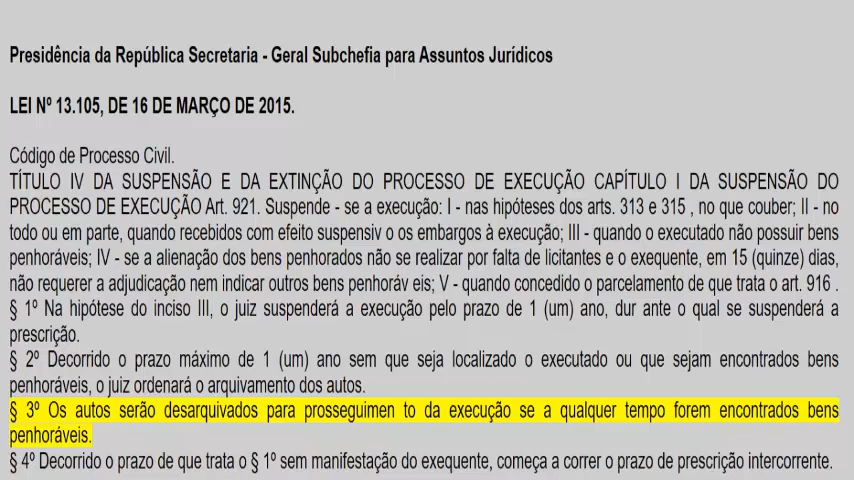 Presidência da República Secretaria - Geral Subchefia para Assuntos Jurídicos
LEI Nº 13.105, DE 16 DE MARÇO DE 2015.
Código de Processo Civil.
TÍTULO IV DA SUSPENSÃO E DA EXTINÇÃO DO PROCESSO DE EXECUÇÃO CAPÍTULO I DA SUSPENSÃO DO
PROCESSO DE EXECUÇÃO Art. 921. Suspende - se a execução: I - nas hipóteses dos arts. 313 e 315 , no que couber; II - no
todo ou em parte, quando recebidos com efeito suspensiv o os embargos à execução; III - quando o executado não possuir bens
penhoráveis; IV - se a alienação dos bens penhorados não se realizar por falta de licitantes e o exequente, em 15 (quinze) dias,
não requerer a adjudicação nem indicar outros bens penhoráv eis; V - quando concedido o parcelamento de que trata o art. 916 .
§ 1º Na hipótese do inciso III, o juiz suspenderá a execução pelo prazo de 1 (um) ano, dur ante o qual se suspenderá a
prescrição.
§ 2º Decorrido o prazo máximo de 1 (um) ano sem que seja localizado o executado ou que sejam encontrados bens
penhoráveis, o juiz ordenará o arquivamento dos autos.
§ 3º Os autos serão desarquivados para prosseguimen to da execução se a qualquer tempo forem encontrados bens
penhoráveis.
§ 4º Decorrido o prazo de que trata o § 1º sem manifestação do exequente, começa a correr o prazo de prescrição intercorrente.